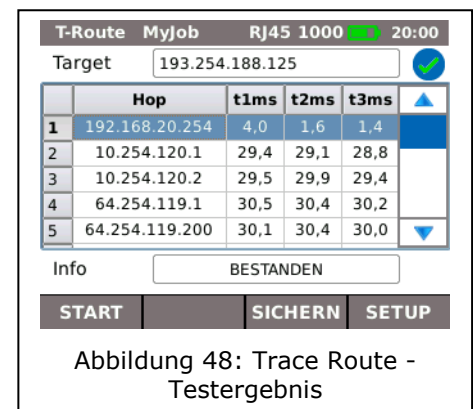 T-Route MyJob RJ45 1000 20:00
Target 193.254.188.125
Hop t1ms t2ms t3ms
1 192.168.20.254 4,0 1,6 1,4
2 10.254.120.1 29,4 29,1 28,8
3 10.254.120.2 29,5 29,9 29,4
4 64.254.119.1 30,5 30,4 30,2
5 64.254.119.200 30,1 30,4 30,0
Info BESTANDEN
START SICHERN SETUP
Abbildung 48: Trace Route -
Testergebnis